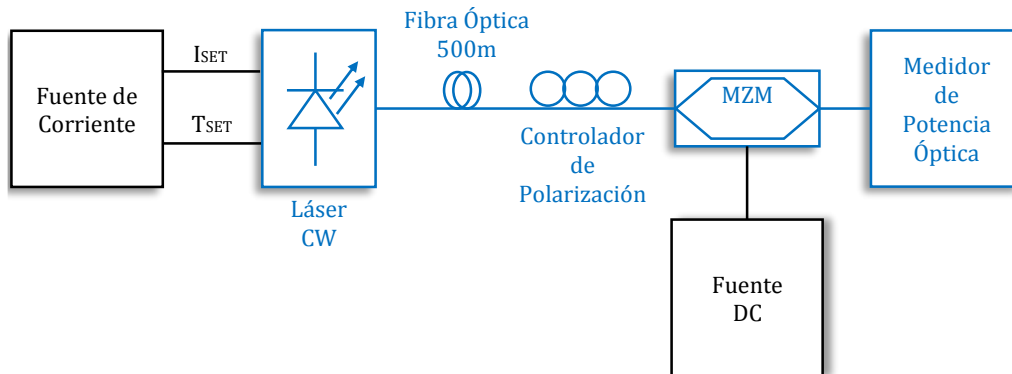 Fuente de
Corriente
ISET
TSET
Láser
CW
Fibra Óptica
500m
Controlador
de
Polarización
MZM
Fuente
DC
Medidor
de
Potencia
Óptica